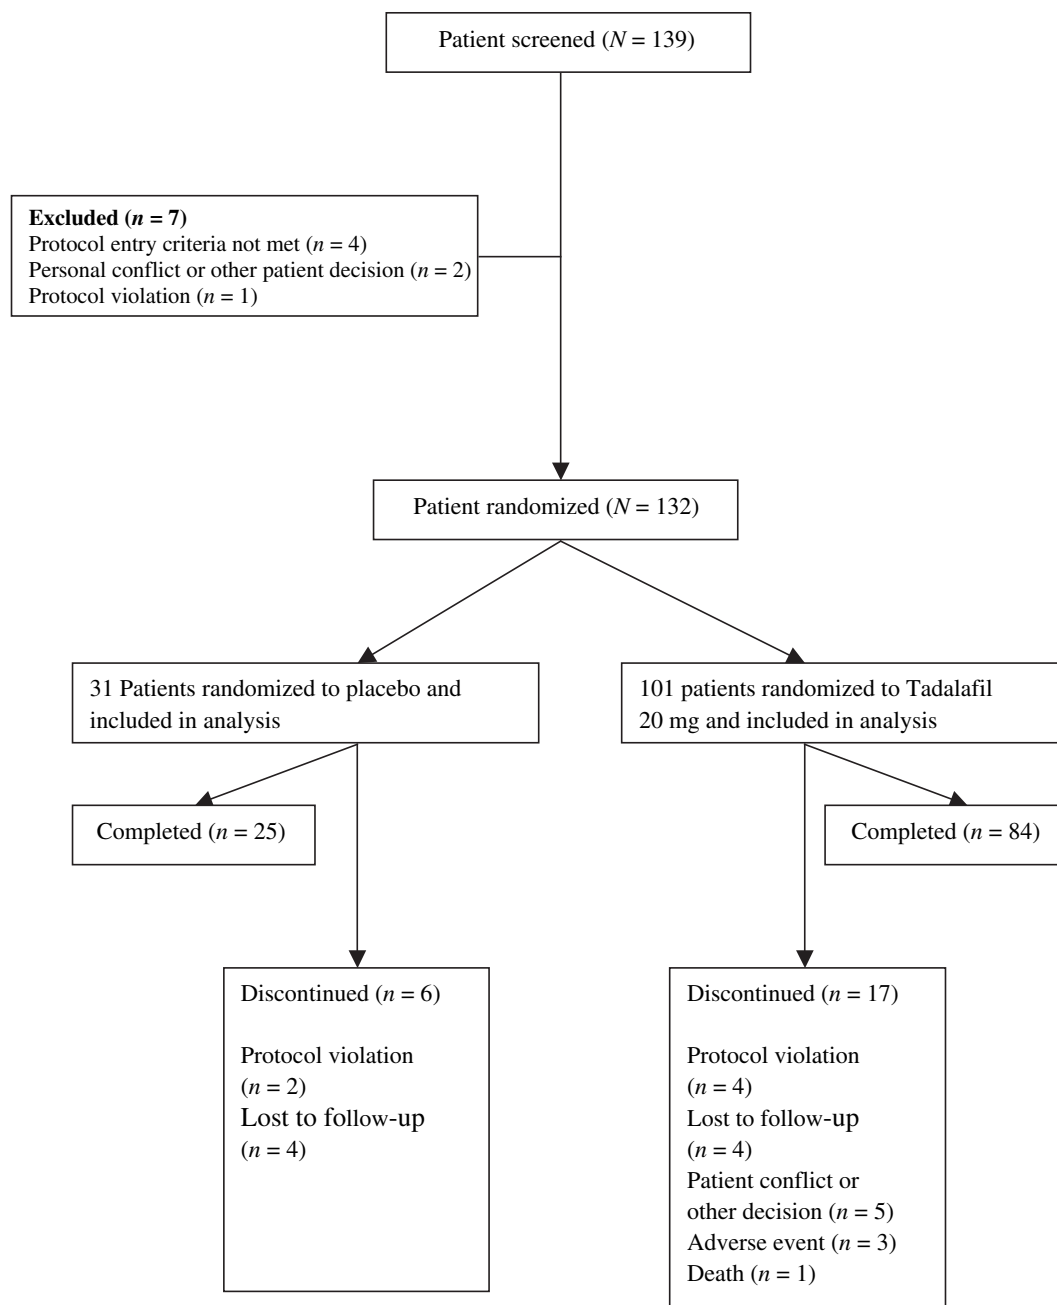 Patient screened (N = 139)
Excluded (n = 7)
Protocol entry criteria not met (n = 4)
Personal conflict or other patient decision (n = 2)
Protocol violation (n = 1)
Patient randomized (N = 132)
31 Patients randomized to placebo and
included in analysis
101 patients randomized to Tadalafil
20 mg and included in analysis
Completed (n = 25)
Completed (n = 84)
Discontinued (n = 6)
Protocol violation
(n = 2)
Lost to follow-up
(n = 4)
Discontinued (n = 17)
Protocol violation
(n = 4)
Lost to follow-up
(n = 4)
Patient conflict or
other decision (n = 5)
Adverse event (n = 3)
Death (n = 1)